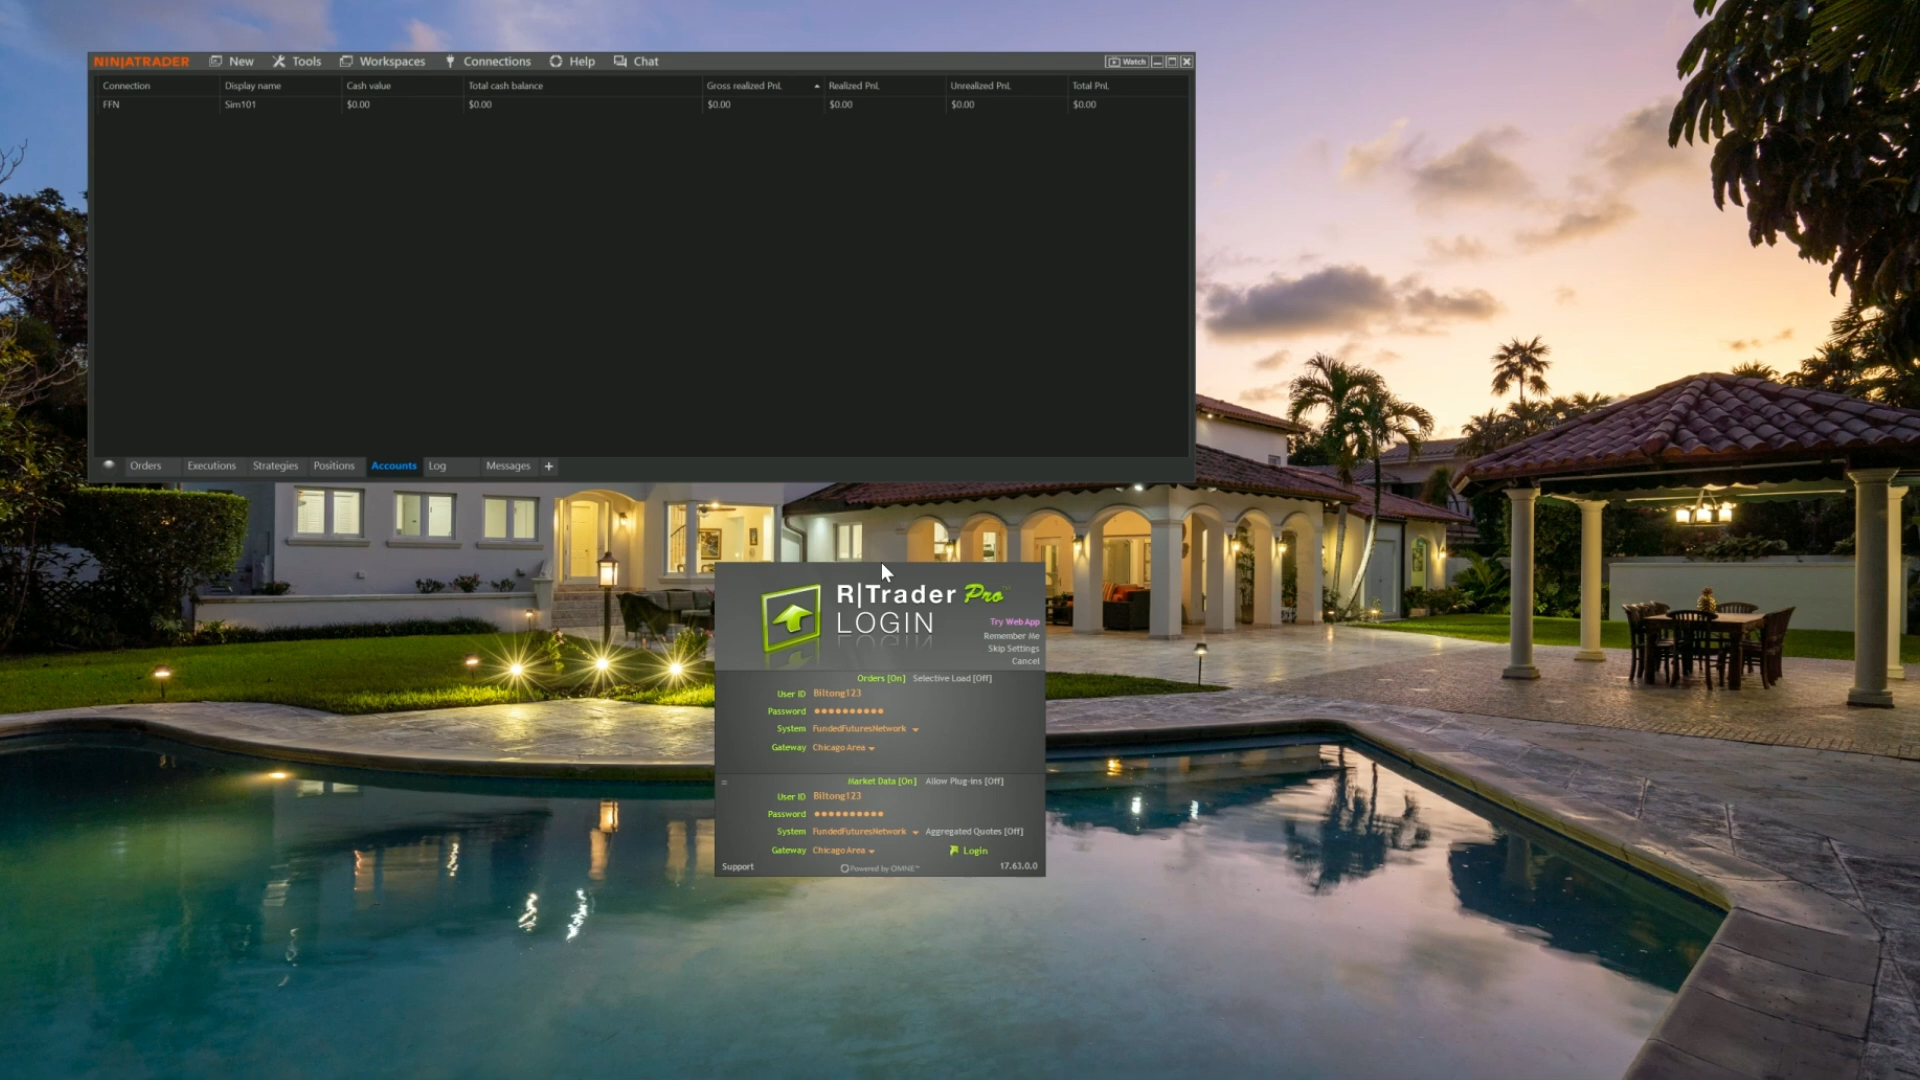 NINJATRADER New Tools Workspaces Connections Help Chat Watch
Connection Display name Cash value Total cash balance Gross realized PnL Realized PnL Unrealized PnL Total PnL
FFN Sim101 $0.00 $0.00 $0.00 $0.00 $0.00 $0.00
Orders Executions Strategies Positions Accounts Log Messages +
R|Trader Pro™
LOGIN
Try Web App
Remember Me
Skip Settings
Cancel
Orders [On] Selective Load [Off]
User ID Biltong123
Password ●●●●●●●●●●
System FundedFuturesNetwork
Gateway Chicago Area
Market Data [On] Allow Plug-ins [Off]
User ID Biltong123
Password ●●●●●●●●●●
System FundedFuturesNetwork Aggregated Quotes [Off]
Gateway Chicago Area Login
Support Powered by OMNE™ 17.63.0.0